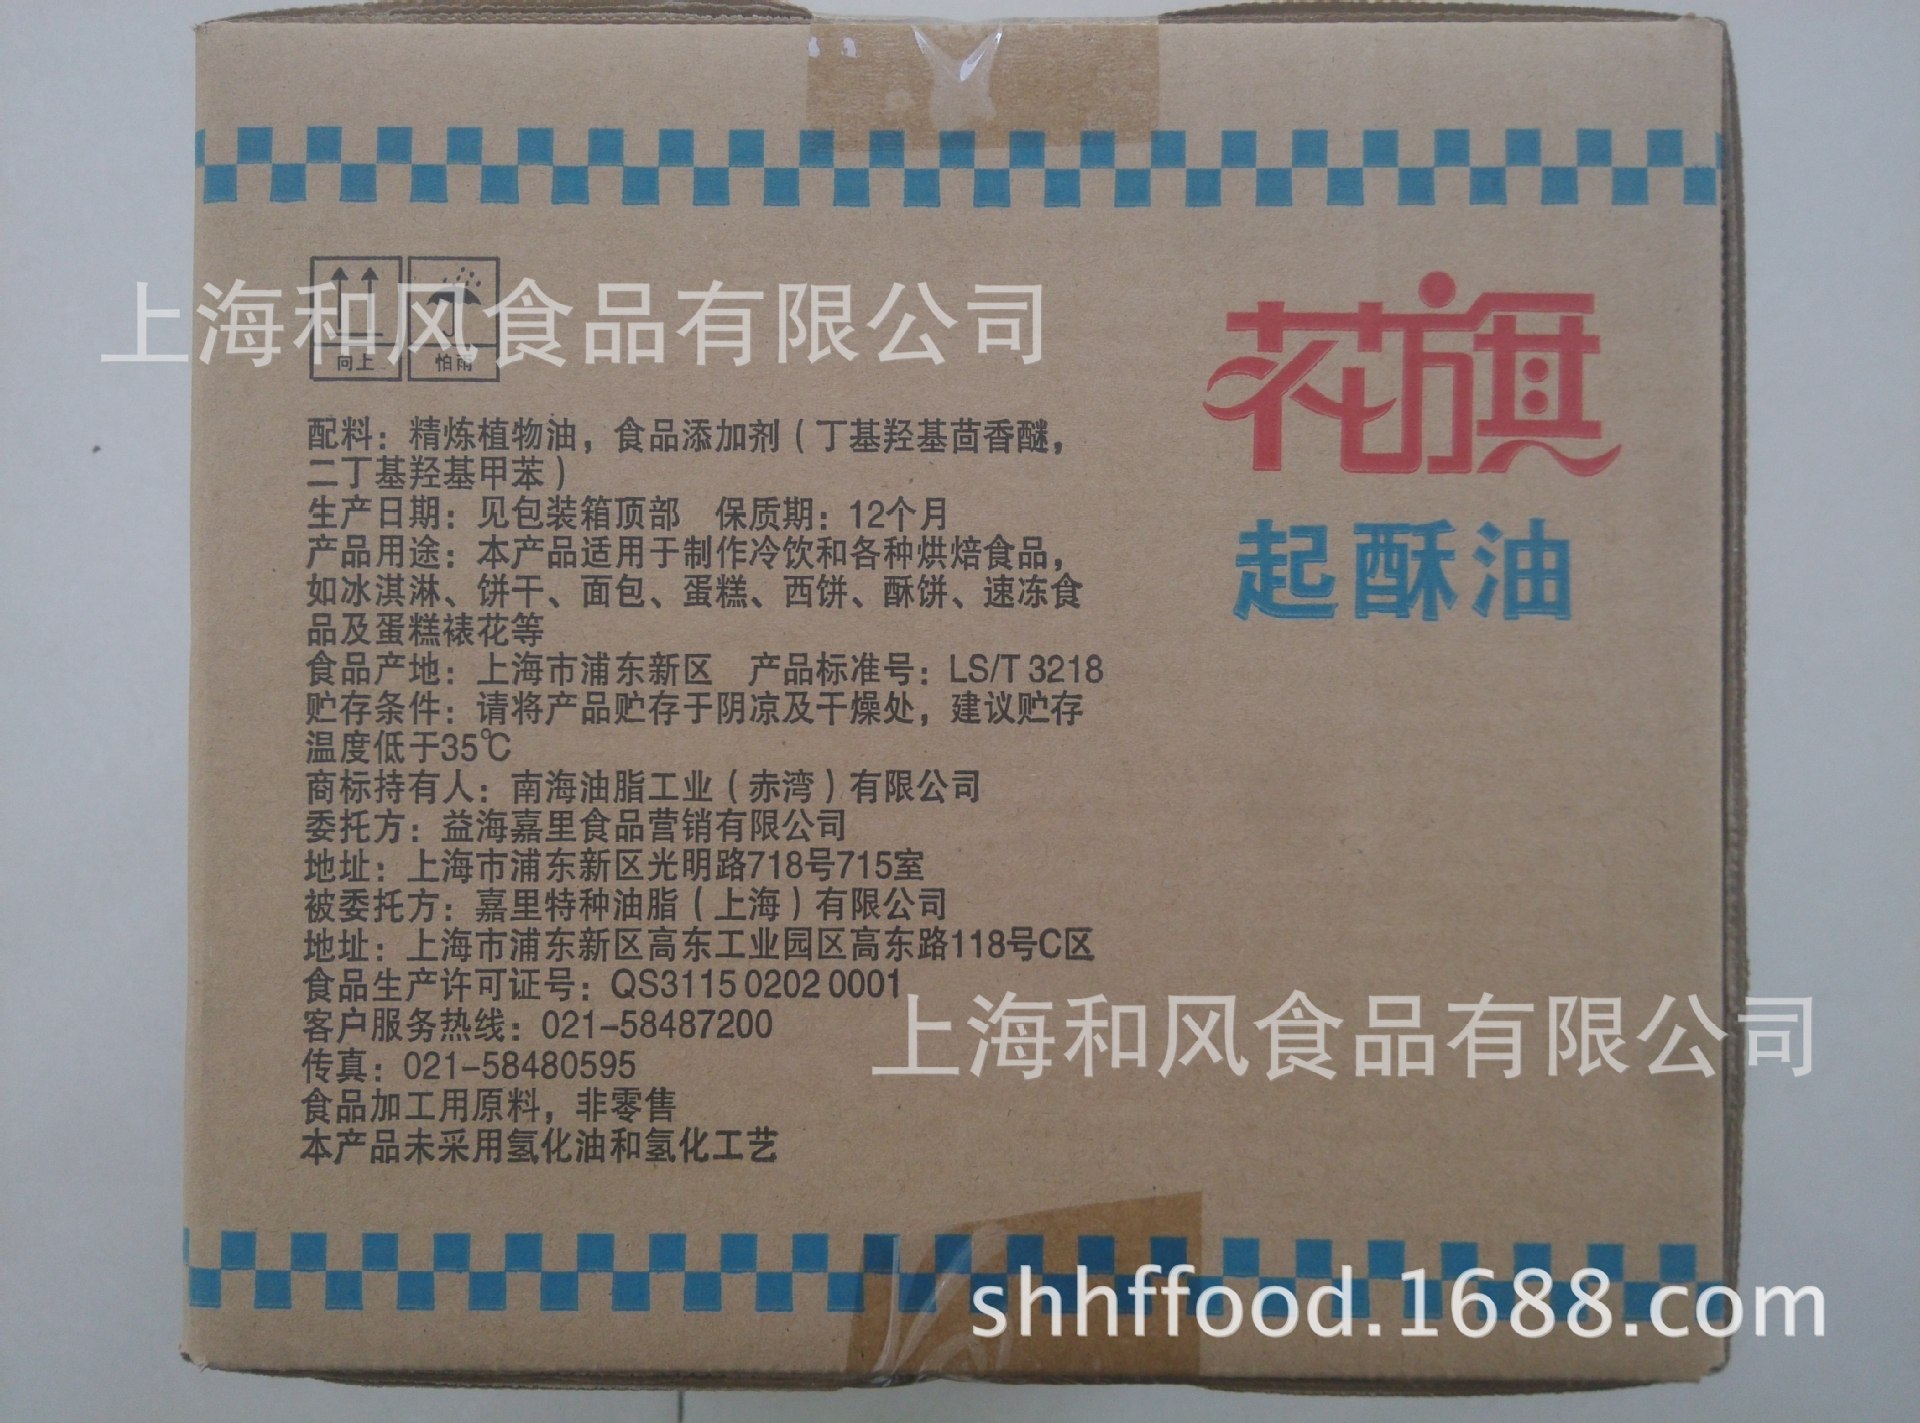 上海和风食品有限公司
向上 怕雨
花旗
起酥油
配料：精炼植物油，食品添加剂（丁基羟基茴香醚，
二丁基羟基甲苯）
生产日期：见包装箱顶部 保质期：12个月
产品用途：本产品适用于制作冷饮和各种烘焙食品，
如冰淇淋、饼干、面包、蛋糕、西饼、酥饼、速冻食
品及蛋糕裱花等
食品产地：上海市浦东新区 产品标准号：LS/T 3218
贮存条件：请将产品贮存于阴凉及干燥处，建议贮存
温度低于35℃
商标持有人：南海油脂工业（赤湾）有限公司
委托方：益海嘉里食品营销有限公司
地址：上海市浦东新区光明路718号715室
被委托方：嘉里特种油脂（上海）有限公司
地址：上海市浦东新区高东工业园区高东路118号C区
食品生产许可证号：QS3115 0202 0001
客户服务热线：021-58487200
传真：021-58480595
食品加工用原料，非零售
本产品未采用氢化油和氢化工艺
上海和风食品有限公司
shhffood.1688.com